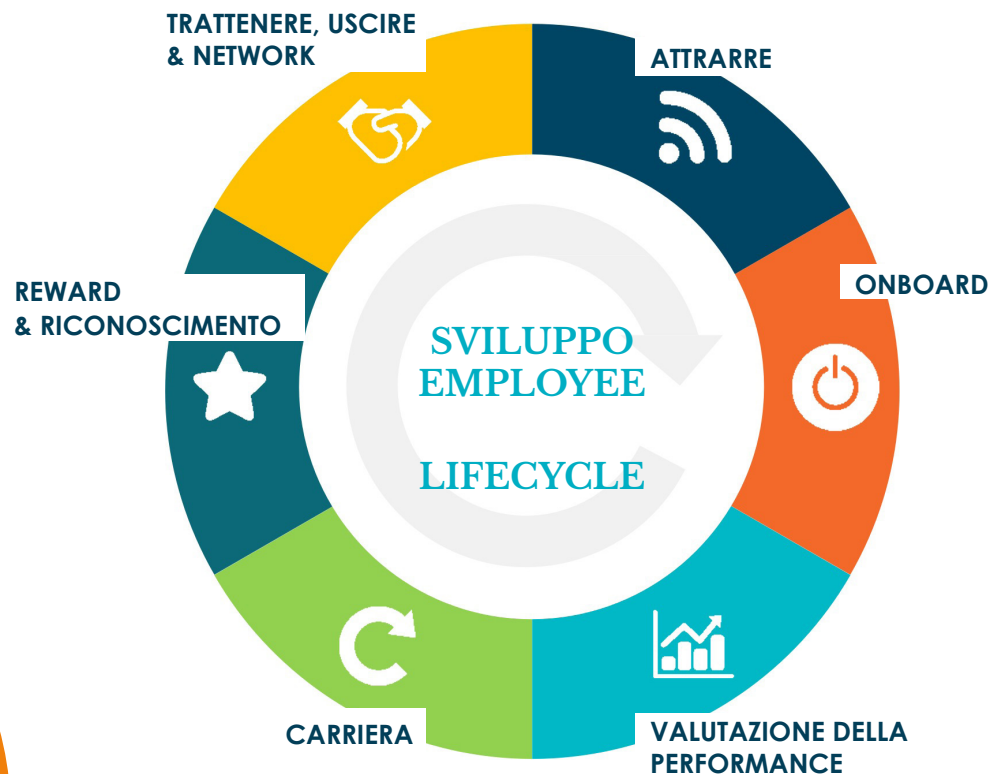 TRATTENERE, USCIRE
& NETWORK
ATTRARRE
ONBOARD
REWARD
& RICONOSCIMENTO
SVILUPPO
EMPLOYEE
LIFECYCLE
CARRIERA
VALUTAZIONE DELLA
PERFORMANCE